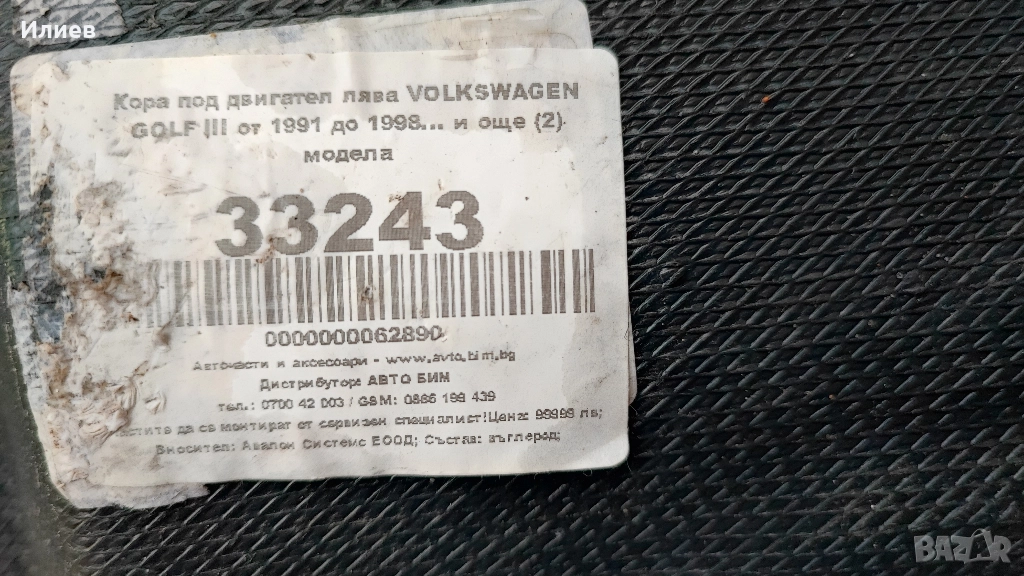 Илиев
Кора под двигател лява VOLKSWAGEN
GOLF III от 1991 до 1998... и още (2)
модела
33243
0000000062890
Авточасти и аксесоари - www.avto.bim.bg
Дистрибутор: АВТО БИМ
тел.: 0700 42 003 / GSM: 0886 199 439
да се монтират от сервизен специалист!Цена: 99999 лв;
Вносител: Авалон Системс ЕООД; Състав: въглерод;
BAZAR